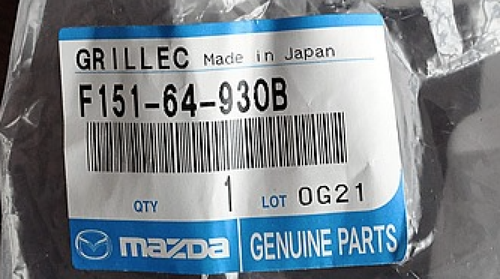 GRILLEC Made in Japan
F151-64-930B
QTY 1 LOT 0G21
mazda GENUINE PARTS